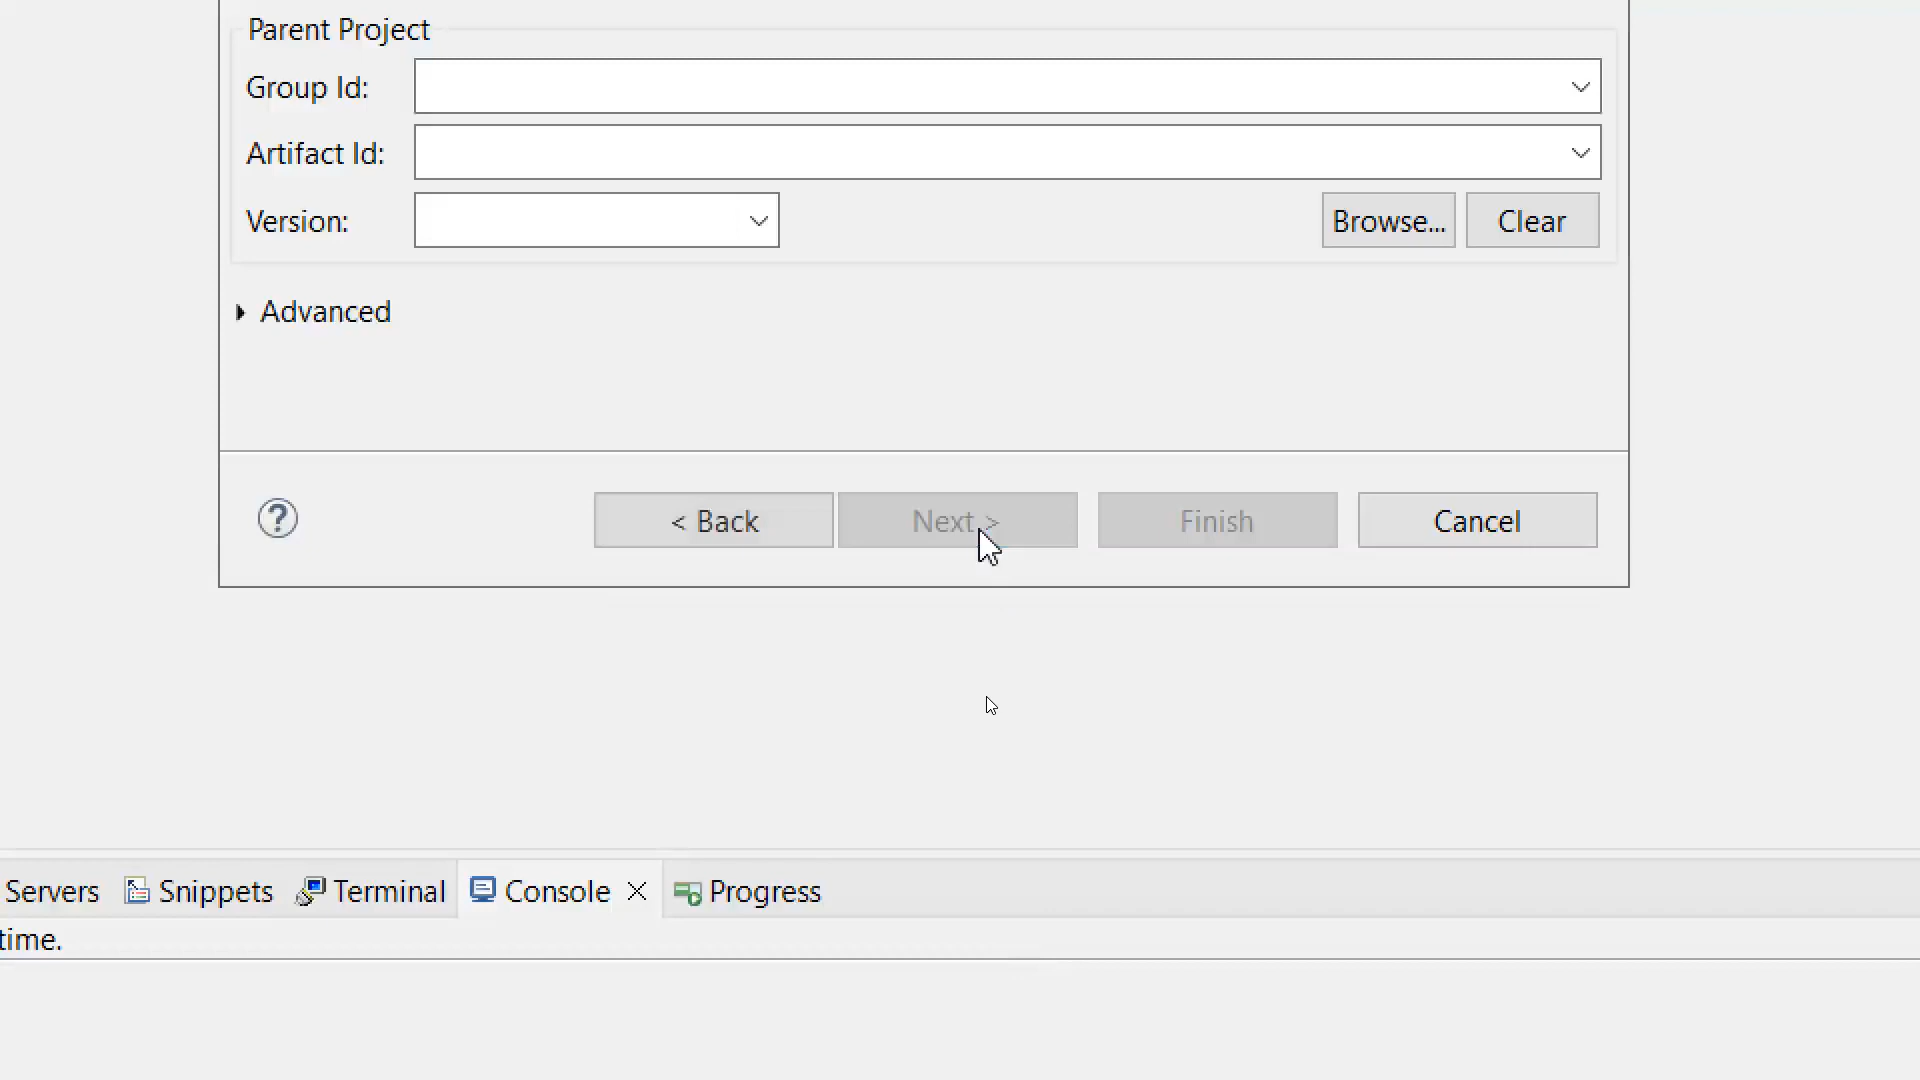 Parent Project
Group Id:
Artifact Id:
Version:
Browse...
Clear
Advanced
?
< Back
Next >
Finish
Cancel
Servers
Snippets
Terminal
Console
Progress
time.